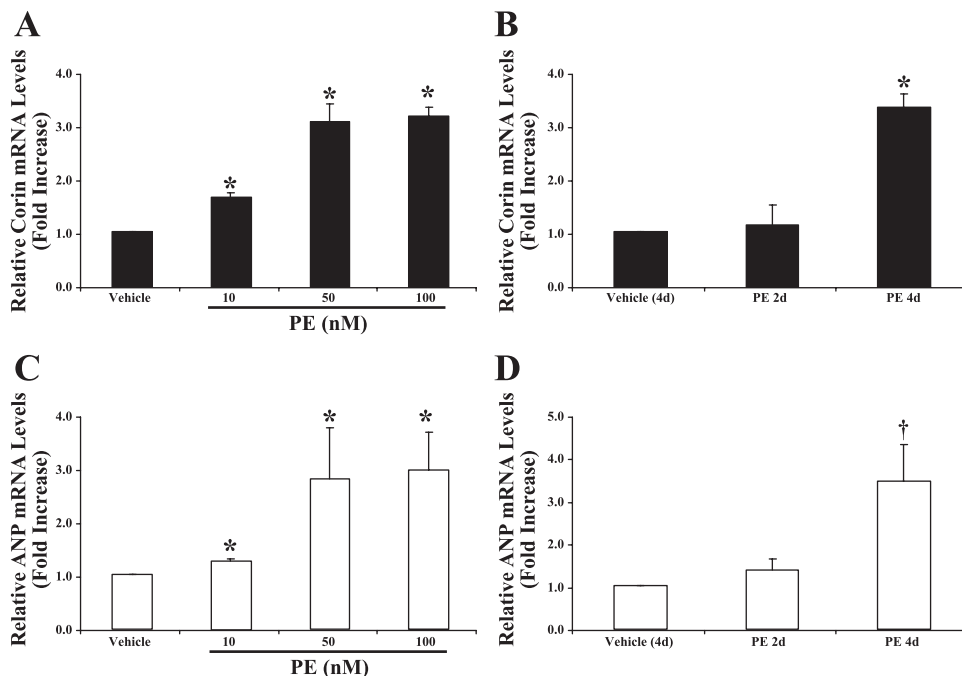 A
Relative Corin mRNA Levels
(Fold Increase)
4.0
3.0
2.0
1.0
0.0
*
*
*
Vehicle
10
50
100
PE (nM)
B
Relative Corin mRNA Levels
(Fold Increase)
4.0
3.0
2.0
1.0
0.0
*
Vehicle (4d)
PE 2d
PE 4d
C
Relative ANP mRNA Levels
(Fold Increase)
4.0
3.0
2.0
1.0
0.0
*
*
*
Vehicle
10
50
100
PE (nM)
D
Relative ANP mRNA Levels
(Fold Increase)
5.0
4.0
3.0
2.0
1.0
0.0
†
Vehicle (4d)
PE 2d
PE 4d